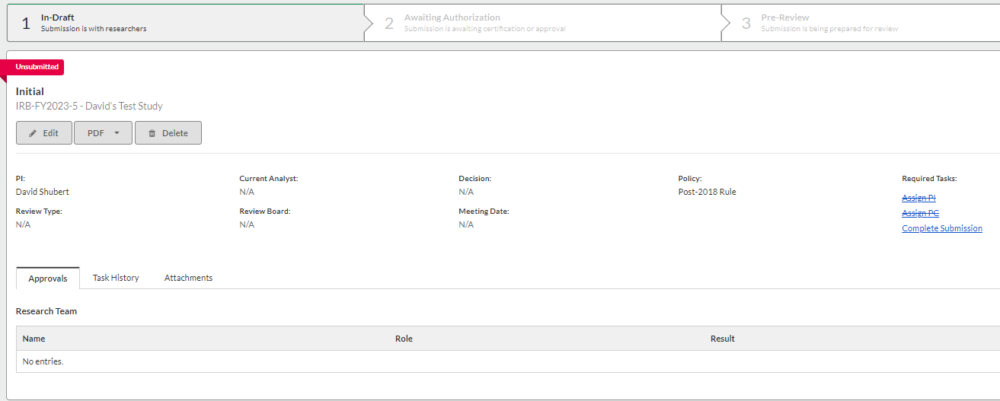 1 In-Draft
Submission is with researchers
2 Awaiting Authorization
Submission is awaiting certification or approval
3 Pre-Review
Submission is being prepared for review
Unsubmitted
Initial
IRB-FY2023-5 - David's Test Study
Edit PDF Delete
PI: Current Analyst: Decision: Policy: Required Tasks:
David Shubert N/A N/A Post-2018 Rule Assign PI
Assign PC
Complete Submission
Review Type: Review Board: Meeting Date:
N/A N/A N/A
Approvals Task History Attachments
Research Team
Name Role Result
No entries.